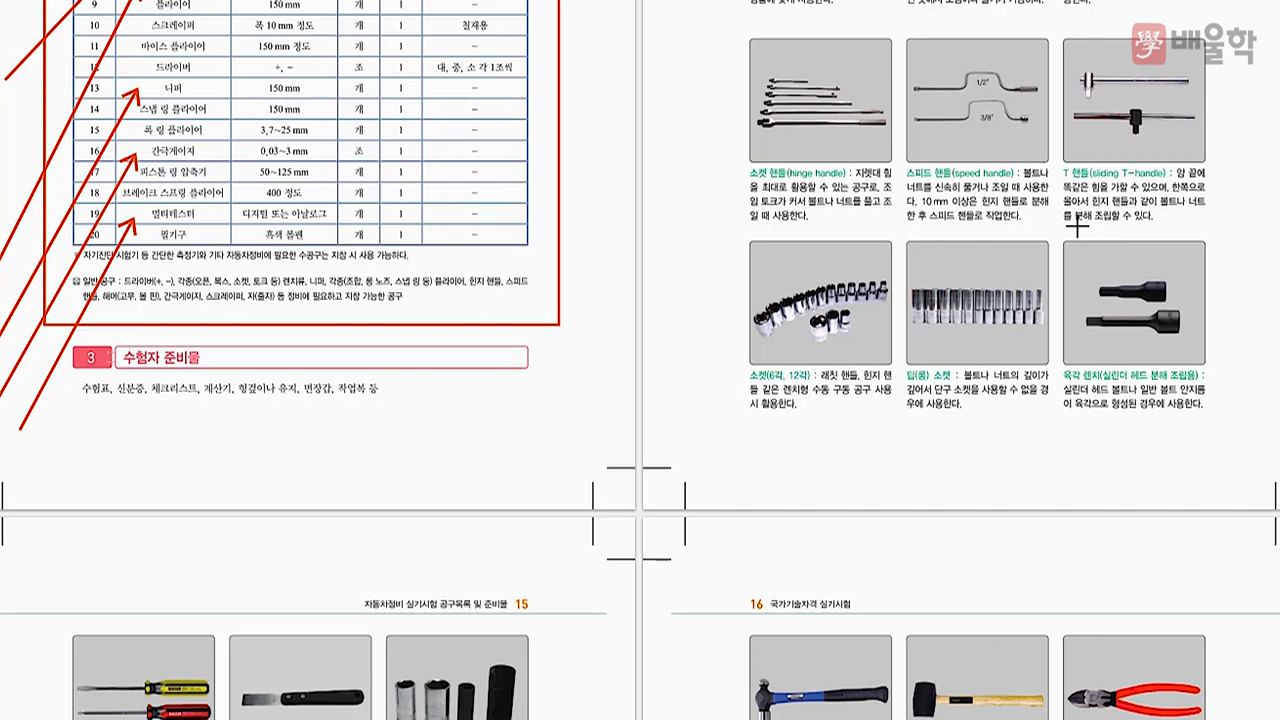 9 플라이어 150 mm 개 1 –
10 스크레이퍼 폭 10 mm 정도 개 1 철재용
11 바이스 플라이어 150 mm 정도 개 1 –
12 드라이버 +, – 조 1 대, 중, 소 각 1조씩
13 니퍼 150 mm 개 1 –
14 스냅 링 플라이어 150 mm 개 1 –
15 록 링 플라이어 3.7~25 mm 개 1 –
16 간극게이지 0.03~3 mm 조 1 –
17 피스톤 링 압축기 50~125 mm 개 1 –
18 브레이크 스프링 플라이어 400 정도 개 1 –
19 멀티테스터 디지털 또는 아날로그 개 1 –
20 필기구 흑색 볼펜 개 1 –
※ 자기진단 시험기 등 간단한 측정기와 기타 자동차정비에 필요한 수공구는 지참 시 사용 가능하다.
일반 공구 : 드라이버(+, –), 각종(오픈, 복스, 소켓, 토크 등) 렌치류, 니퍼, 각종(조합, 롱 노즈, 스냅 링 등) 플라이어, 힌지 핸들, 스피드
핸들, 해머(고무, 볼 핀), 간극게이지, 스크레이퍼, 자(줄자) 등 정비에 필요하고 지참 가능한 공구
3 수험자 준비물
수험표, 신분증, 체크리스트, 계산기, 헝겊이나 휴지, 면장갑, 작업복 등
學 배울학
1/2"
3/8"
소켓 핸들(hinge handle) : 지렛대 힘
을 최대로 활용할 수 있는 공구로, 조
임 토크가 커서 볼트나 너트를 풀고 조
일 때 사용한다.
스피드 핸들(speed handle) : 볼트나
너트를 신속히 풀거나 조일 때 사용한
다. 10 mm 이상은 힌지 핸들로 분해
한 후 스피드 핸들로 작업한다.
T 핸들(sliding T-handle) : 양 끝에
똑같은 힘을 가할 수 있으며, 한쪽으로
몰아서 힌지 핸들과 같이 볼트나 너트
를 분해 조립할 수 있다.
소켓(6각, 12각) : 래칫 핸들, 힌지 핸
들 같은 렌치형 수동 구동 공구 사용
시 활용한다.
딥(롱) 소켓 : 볼트나 너트의 깊이가
깊어서 단구 소켓을 사용할 수 없을 경
우에 사용한다.
육각 렌치(실린더 헤드 분해 조립용) :
실린더 헤드 볼트나 일반 볼트 안지름
이 육각으로 형성된 경우에 사용한다.
자동차정비 실기시험 공구목록 및 준비물 15
16 국가기술자격 실기시험